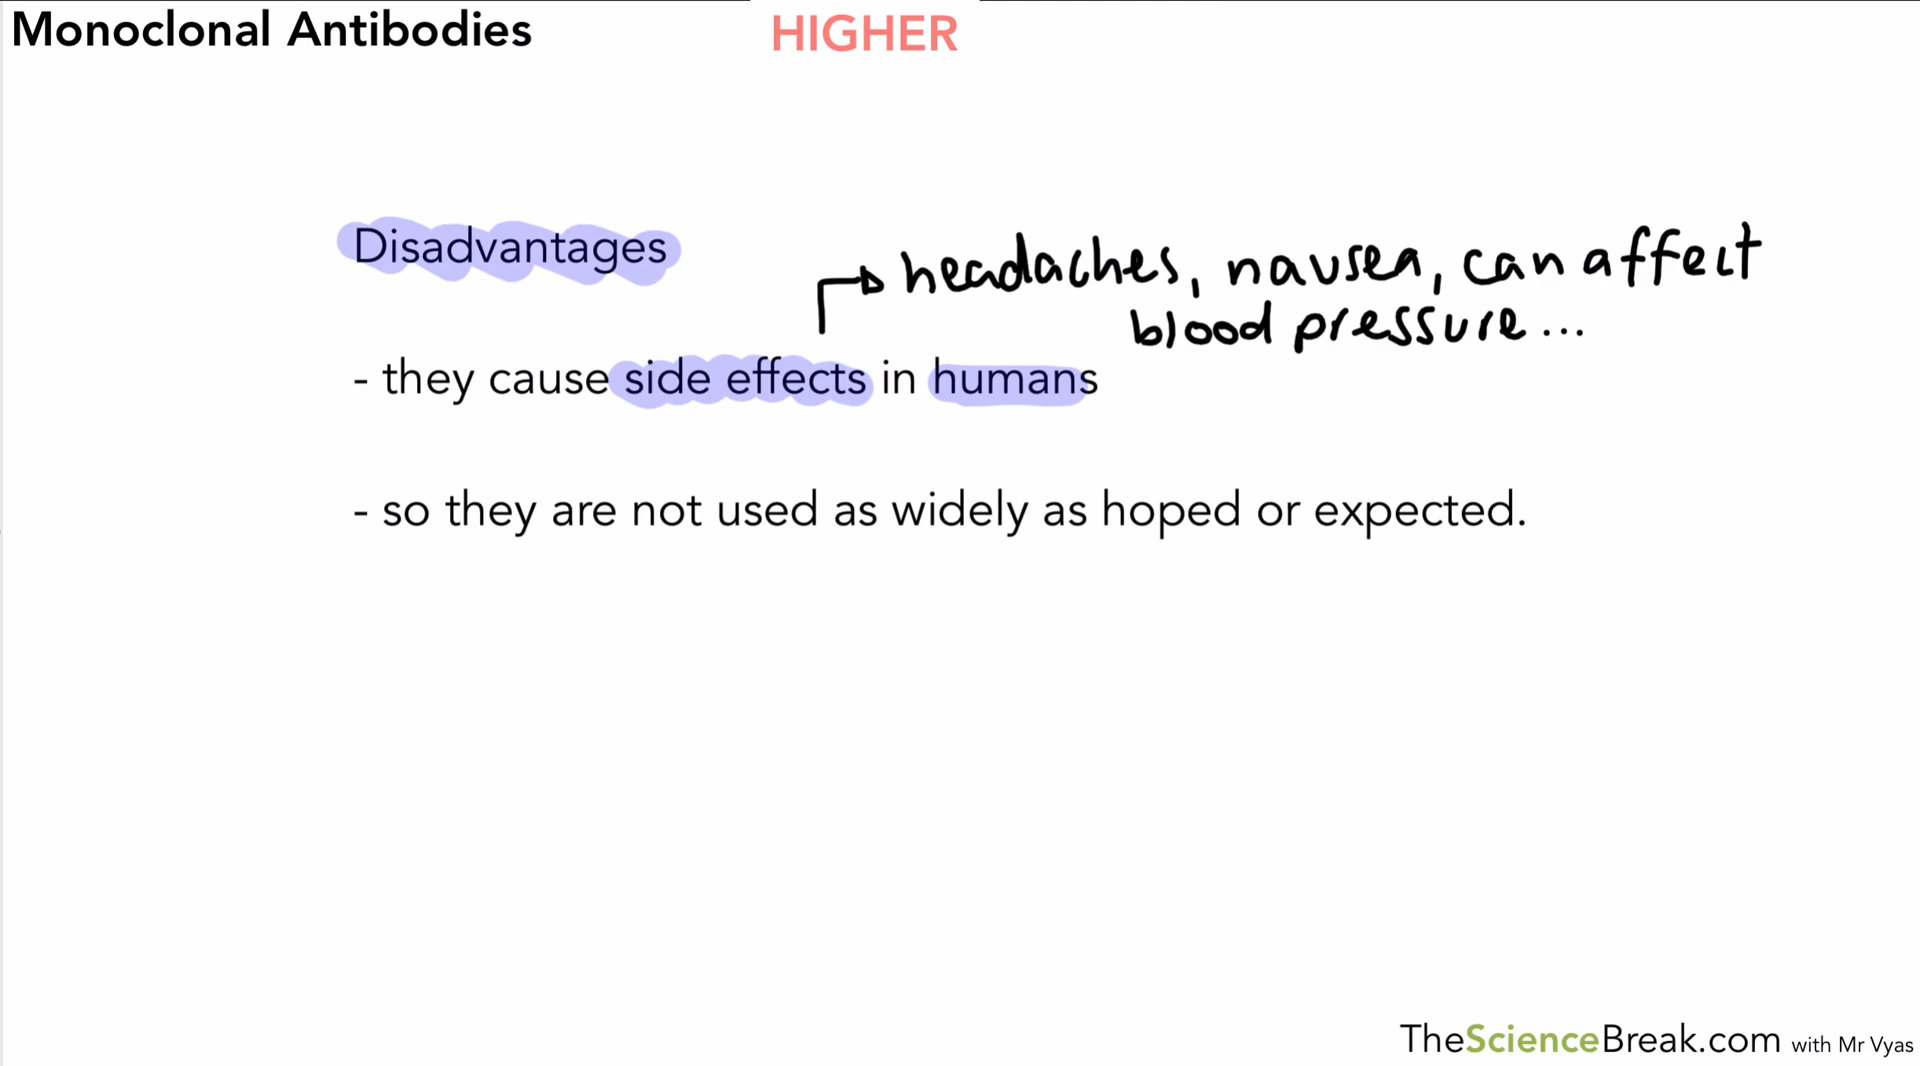 Monoclonal Antibodies
HIGHER
Disadvantages
headaches, nausea, can affect
blood pressure...
- they cause side effects in humans
- so they are not used as widely as hoped or expected.
TheScienceBreak.com with Mr Vyas